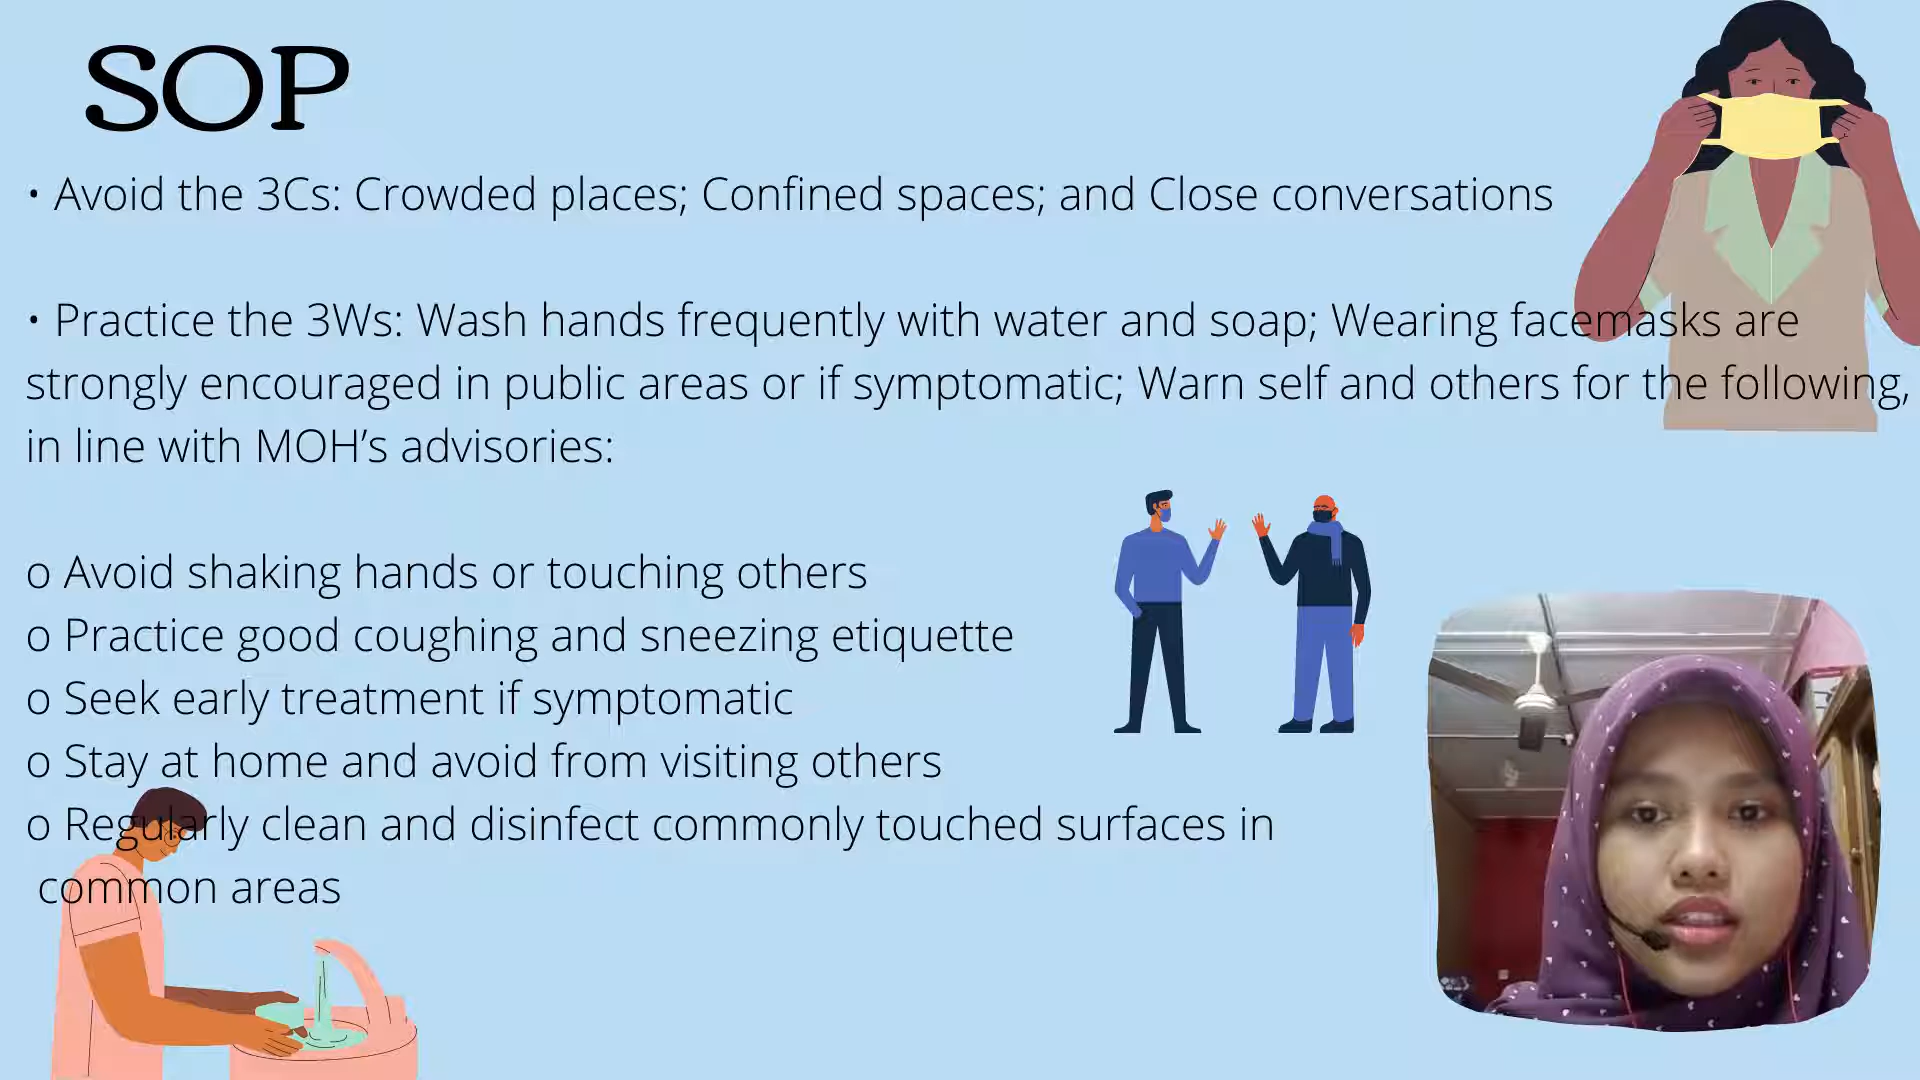 SOP
• Avoid the 3Cs: Crowded places; Confined spaces; and Close conversations
• Practice the 3Ws: Wash hands frequently with water and soap; Wearing facemasks are
strongly encouraged in public areas or if symptomatic; Warn self and others for the following,
in line with MOH’s advisories:
o Avoid shaking hands or touching others
o Practice good coughing and sneezing etiquette
o Seek early treatment if symptomatic
o Stay at home and avoid from visiting others
o Regularly clean and disinfect commonly touched surfaces in
common areas